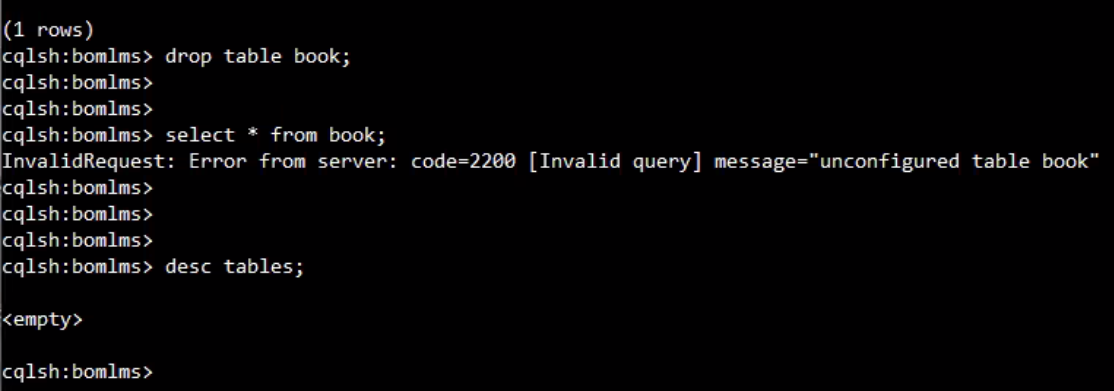 (1 rows)
cqlsh:bomlms> drop table book;
cqlsh:bomlms>
cqlsh:bomlms>
cqlsh:bomlms> select * from book;
InvalidRequest: Error from server: code=2200 [Invalid query] message="unconfigured table book"
cqlsh:bomlms>
cqlsh:bomlms>
cqlsh:bomlms>
cqlsh:bomlms> desc tables;
<empty>
cqlsh:bomlms>